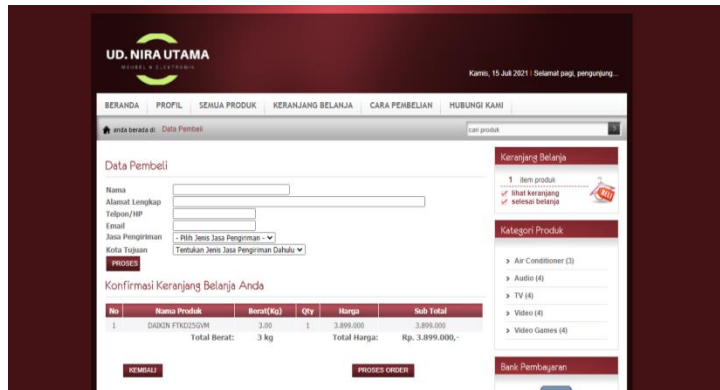 UD. NIRA UTAMA
MEUBEL & ELEKTRONIK
Kamis, 15 Juli 2021 | Selamat pagi, pengunjung...
BERANDA PROFIL SEMUA PRODUK KERANJANG BELANJA CARA PEMBELIAN HUBUNGI KAMI
anda berada di: Data Pembeli
cari produk
Data Pembeli
Nama
Alamat Lengkap
Telpon/HP
Email
Jasa Pengiriman - Pilih Jenis Jasa Pengiriman -
Kota Tujuan Tentukan Jenis Jasa Pengiriman Dahulu
PROSES
Konfirmasi Keranjang Belanja Anda
No Nama Produk Berat(Kg) Qty Harga Sub Total
1 DAIKIN FTKD25GVM 3.00 1 3.899.000 3.899.000
Total Berat: 3 kg Total Harga: Rp. 3.899.000,-
KEMBALI PROSES ORDER
Keranjang Belanja
1 item produk
lihat keranjang
selesai belanja
BELI
Kategori Produk
Air Conditioner (3)
Audio (4)
TV (4)
Video (4)
Video Games (4)
Bank Pembayaran